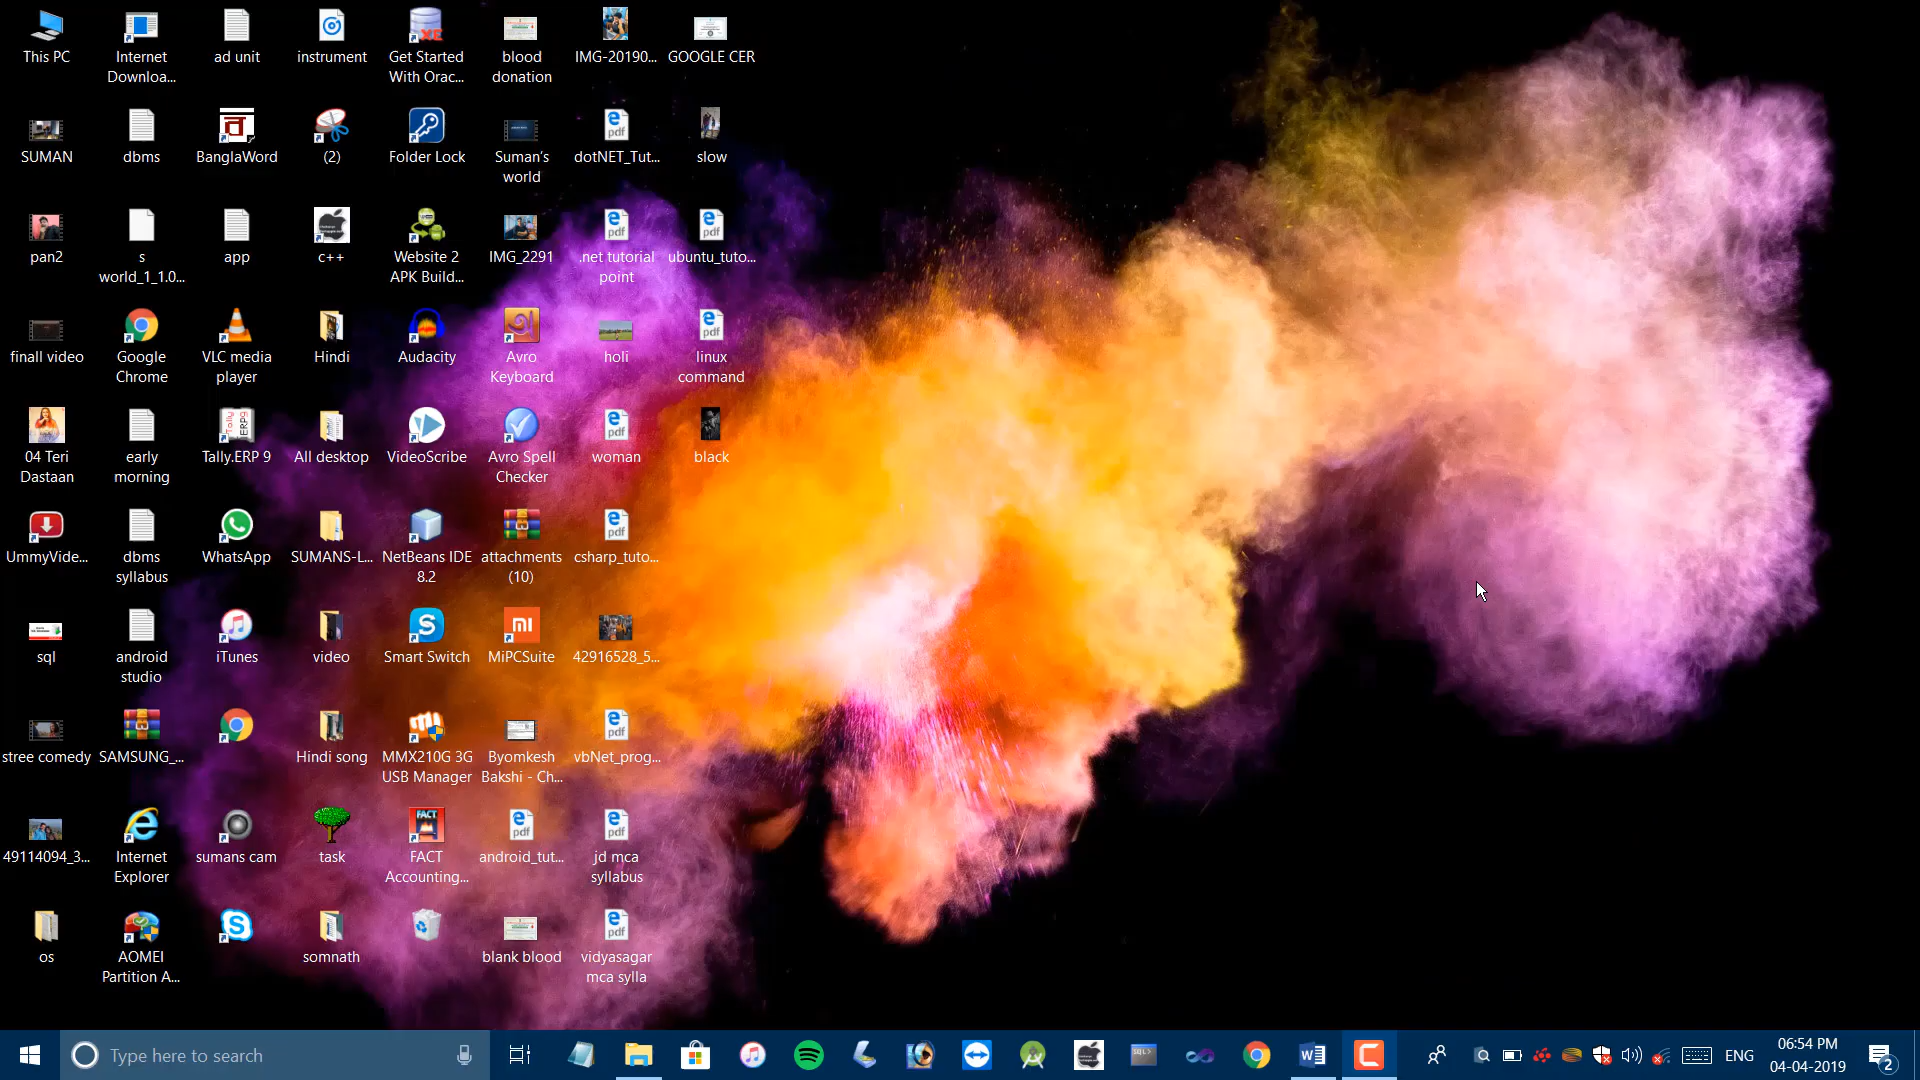 This PC
Internet
Downloa...
ad unit
instrument
Get Started
With Orac...
blood
donation
IMG-20190...
GOOGLE CER
SUMAN
dbms
BanglaWord
(2)
Folder Lock
Suman's
world
dotNET_Tut...
slow
pan2
s
world_1_1.0...
app
c++
Website 2
APK Build...
IMG_2291
.net tutorial
point
ubuntu_tuto...
finall video
Google
Chrome
VLC media
player
Hindi
Audacity
Avro
Keyboard
holi
linux
command
04 Teri
Dastaan
early
morning
Tally.ERP 9
All desktop
VideoScribe
Avro Spell
Checker
woman
black
UmmyVide...
dbms
syllabus
WhatsApp
SUMANS-L...
NetBeans IDE
8.2
attachments
(10)
csharp_tuto...
sql
android
studio
iTunes
video
Smart Switch
MiPCSuite
42916528_5...
stree comedy
SAMSUNG_...
Hindi song
MMX210G 3G
USB Manager
Byomkesh
Bakshi - Ch...
vbNet_prog...
49114094_3...
Internet
Explorer
sumans cam
task
FACT
Accounting...
android_tut...
jd mca
syllabus
os
AOMEI
Partition A...
somnath
blank blood
vidyasagar
mca sylla
Type here to search
ENG
06:54 PM
04-04-2019
2